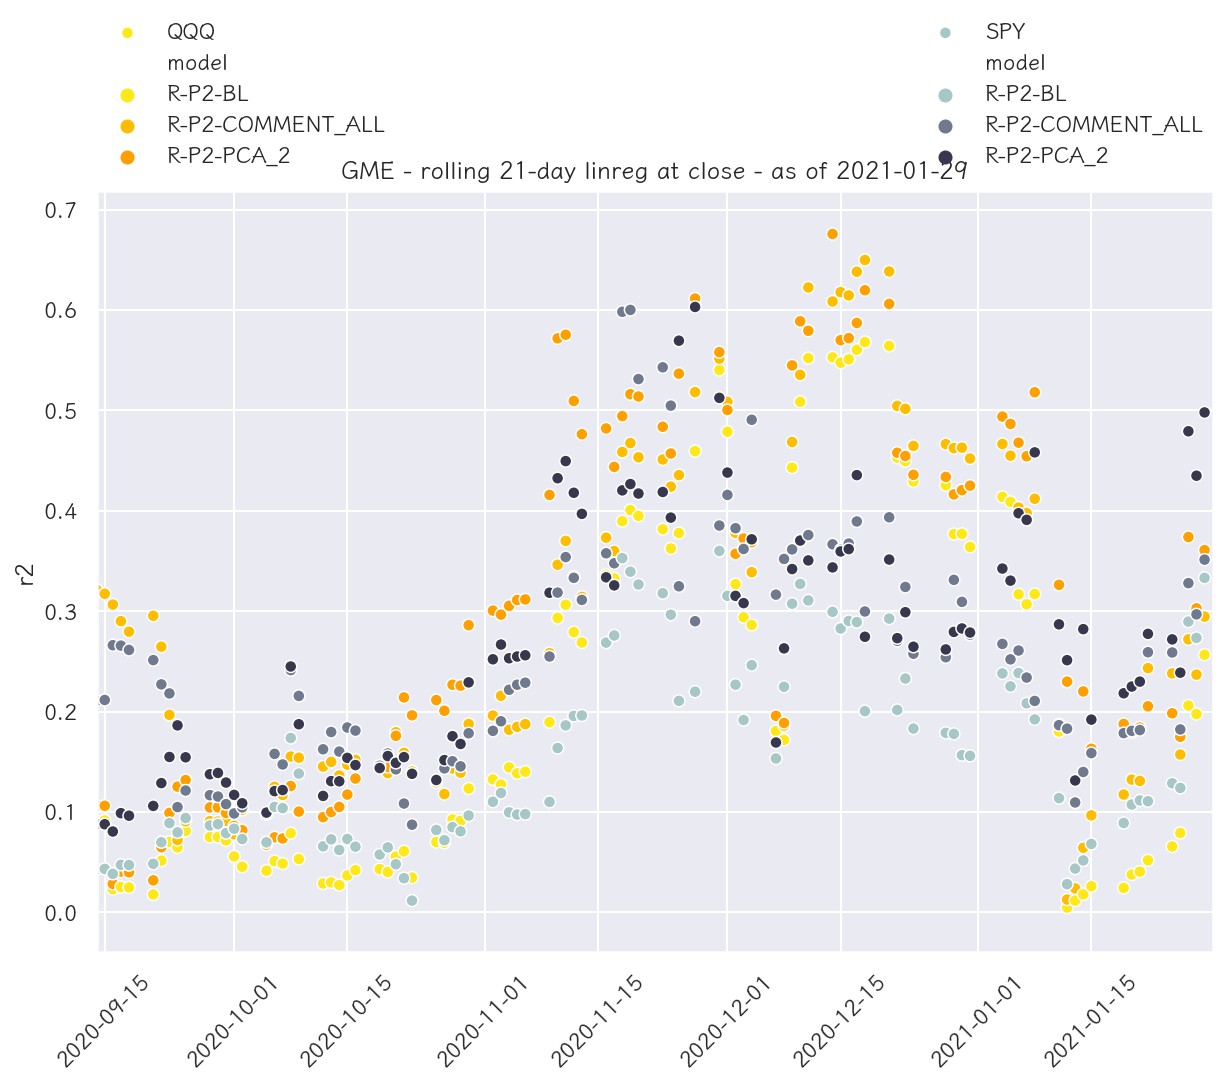 QQQ
model
R-P2-BL
R-P2-COMMENT_ALL
R-P2-PCA_2
SPY
model
R-P2-BL
R-P2-COMMENT_ALL
R-P2-PCA_2
GME - rolling 21-day linreg at close - as of 2021-01-29
r2
0.7
0.6
0.5
0.4
0.3
0.2
0.1
0.0
2020-09-15
2020-10-01
2020-10-15
2020-11-01
2020-11-15
2020-12-01
2020-12-15
2021-01-01
2021-01-15